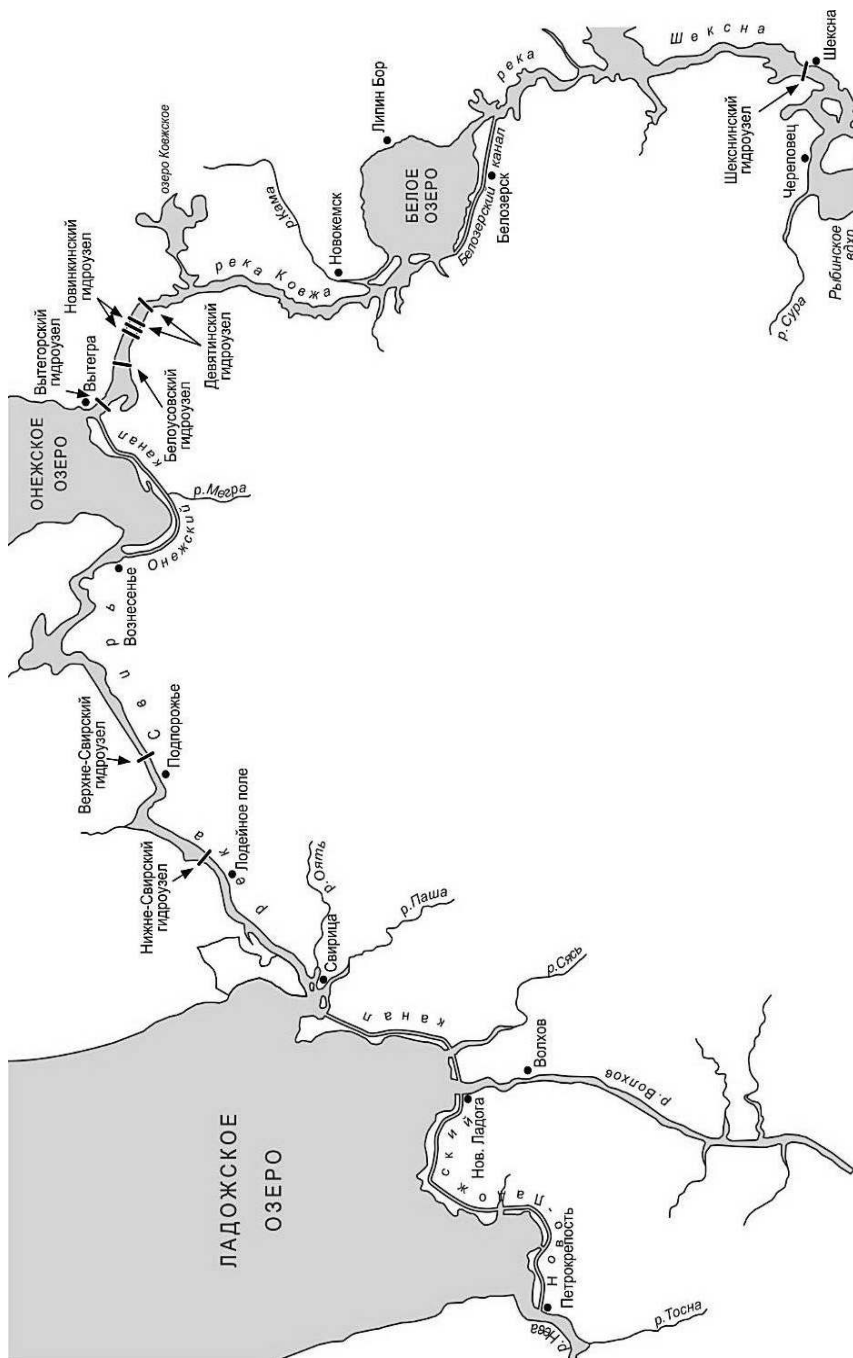 ЛАДОЖСКОЕ
ОЗЕРО
р.Нева
р.Тосна
Петрокрепость
Ново-Ладожский канал
Нов. Ладога
р.Волхов
Волхов
р.Сясь
р.Паша
р.Оять
Свирица
река Свирь
Лодейное поле
Нижне-Свирский
гидроузел
Подпорожье
Верхне-Свирский
гидроузел
Вознесенье
Онежский канал
р.Мегра
ОНЕЖСКОЕ
ОЗЕРО
Вытегорский
гидроузел
Вытегра
Белоусовский
гидроузел
Новинкинский
гидроузел
Девятинский
гидроузел
озеро Ковжское
река Ковжа
р.Кама
Новокемск
Липин Бор
БЕЛОЕ
ОЗЕРО
Белозерский канал
Белозерск
река Шексна
Шекснинский
гидроузел
Шексна
Череповец
р.Сура
Рыбинское
вдхр.